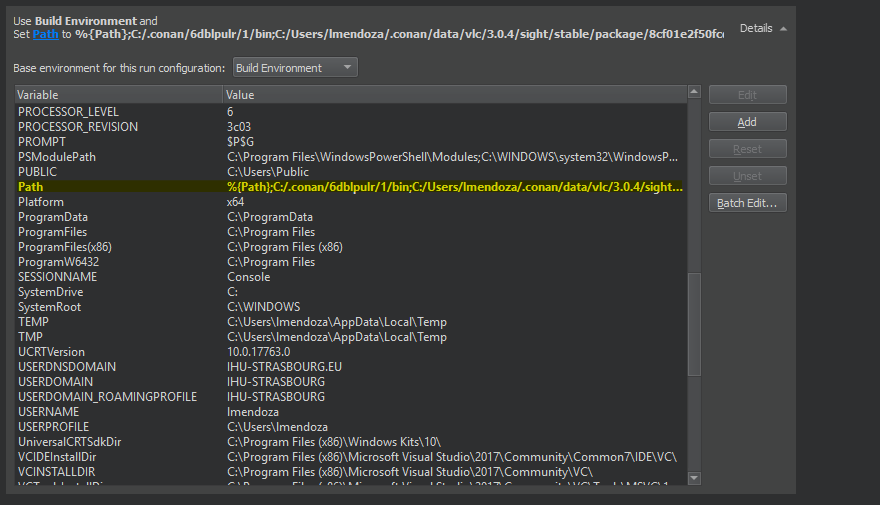 Use Build Environment and
Set Path to %{Path};C:/.conan/6dblpulr/1/bin;C:/Users/lmendoza/.conan/data/vlc/3.0.4/sight/stable/package/8cf01e2f50fc
Details
Base environment for this run configuration: Build Environment
Variable Value
PROCESSOR_LEVEL 6
PROCESSOR_REVISION 3c03
PROMPT $P$G
PSModulePath C:\Program Files\WindowsPowerShell\Modules;C:\WINDOWS\system32\WindowsP...
PUBLIC C:\Users\Public
Path %{Path};C:/.conan/6dblpulr/1/bin;C:/Users/lmendoza/.conan/data/vlc/3.0.4/sight...
Platform x64
ProgramData C:\ProgramData
ProgramFiles C:\Program Files
ProgramFiles(x86) C:\Program Files (x86)
ProgramW6432 C:\Program Files
SESSIONNAME Console
SystemDrive C:
SystemRoot C:\WINDOWS
TEMP C:\Users\lmendoza\AppData\Local\Temp
TMP C:\Users\lmendoza\AppData\Local\Temp
UCRTVersion 10.0.17763.0
USERDNSDOMAIN IHU-STRASBOURG.EU
USERDOMAIN IHU-STRASBOURG
USERDOMAIN_ROAMINGPROFILE IHU-STRASBOURG
USERNAME lmendoza
USERPROFILE C:\Users\lmendoza
UniversalCRTSdkDir C:\Program Files (x86)\Windows Kits\10\
VCIDEInstallDir C:\Program Files (x86)\Microsoft Visual Studio\2017\Community\Common7\IDE\VC\
VCINSTALLDIR C:\Program Files (x86)\Microsoft Visual Studio\2017\Community\VC\
Edit
Add
Reset
Unset
Batch Edit...